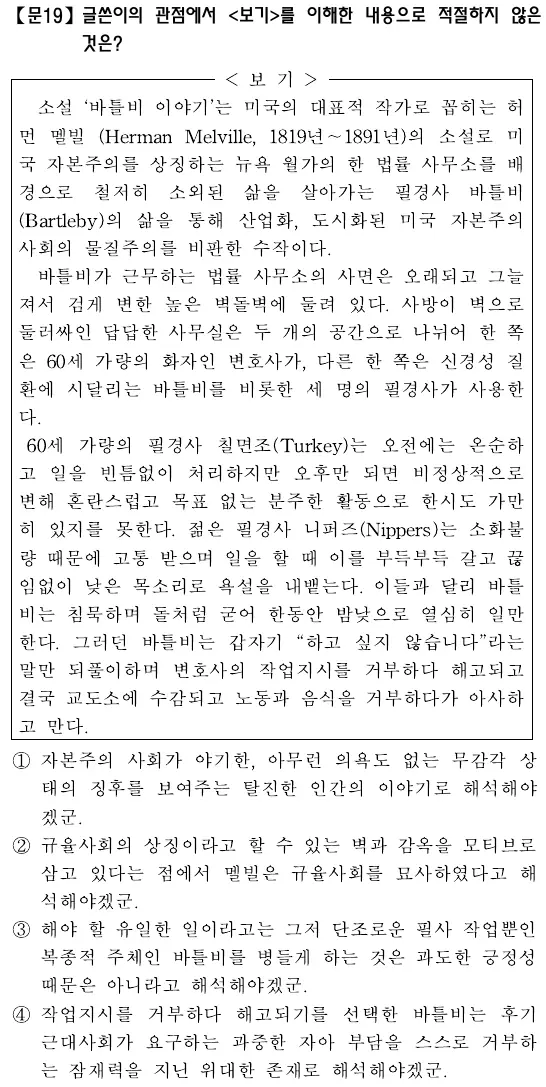 【문19】 글쓴이의 관점에서 <보기>를 이해한 내용으로 적절하지 않은
것은?
< 보 기 >
소설 ‘바틀비 이야기’는 미국의 대표적 작가로 꼽히는 허
먼 멜빌 (Herman Melville, 1819년～1891년)의 소설로 미
국 자본주의를 상징하는 뉴욕 월가의 한 법률 사무소를 배
경으로 철저히 소외된 삶을 살아가는 필경사 바틀비
(Bartleby)의 삶을 통해 산업화, 도시화된 미국 자본주의
사회의 물질주의를 비판한 수작이다.
바틀비가 근무하는 법률 사무소의 사면은 오래되고 그늘
져서 검게 변한 높은 벽돌벽에 둘려 있다. 사방이 벽으로
둘러싸인 답답한 사무실은 두 개의 공간으로 나뉘어 한 쪽
은 60세 가량의 화자인 변호사가, 다른 한 쪽은 신경성 질
환에 시달리는 바틀비를 비롯한 세 명의 필경사가 사용한
다.
60세 가량의 필경사 칠면조(Turkey)는 오전에는 온순하
고 일을 빈틈없이 처리하지만 오후만 되면 비정상적으로
변해 혼란스럽고 목표 없는 분주한 활동으로 한시도 가만
히 있지를 못한다. 젊은 필경사 니퍼즈(Nippers)는 소화불
량 때문에 고통 받으며 일을 할 때 이를 부득부득 갈고 끊
임없이 낮은 목소리로 욕설을 내뱉는다. 이들과 달리 바틀
비는 침묵하며 돌처럼 굳어 한동안 밤낮으로 열심히 일만
한다. 그러던 바틀비는 갑자기 “하고 싶지 않습니다”라는
말만 되풀이하며 변호사의 작업지시를 거부하다 해고되고
결국 교도소에 수감되고 노동과 음식을 거부하다가 아사하
고 만다.
① 자본주의 사회가 야기한, 아무런 의욕도 없는 무감각 상
태의 징후를 보여주는 탈진한 인간의 이야기로 해석해야
겠군.
② 규율사회의 상징이라고 할 수 있는 벽과 감옥을 모티브로
삼고 있다는 점에서 멜빌은 규율사회를 묘사하였다고 해
석해야겠군.
③ 해야 할 유일한 일이라고는 그저 단조로운 필사 작업뿐인
복종적 주체인 바틀비를 병들게 하는 것은 과도한 긍정성
때문은 아니라고 해석해야겠군.
④ 작업지시를 거부하다 해고되기를 선택한 바틀비는 후기
근대사회가 요구하는 과중한 자아 부담을 스스로 거부하
는 잠재력을 지닌 위대한 존재로 해석해야겠군.